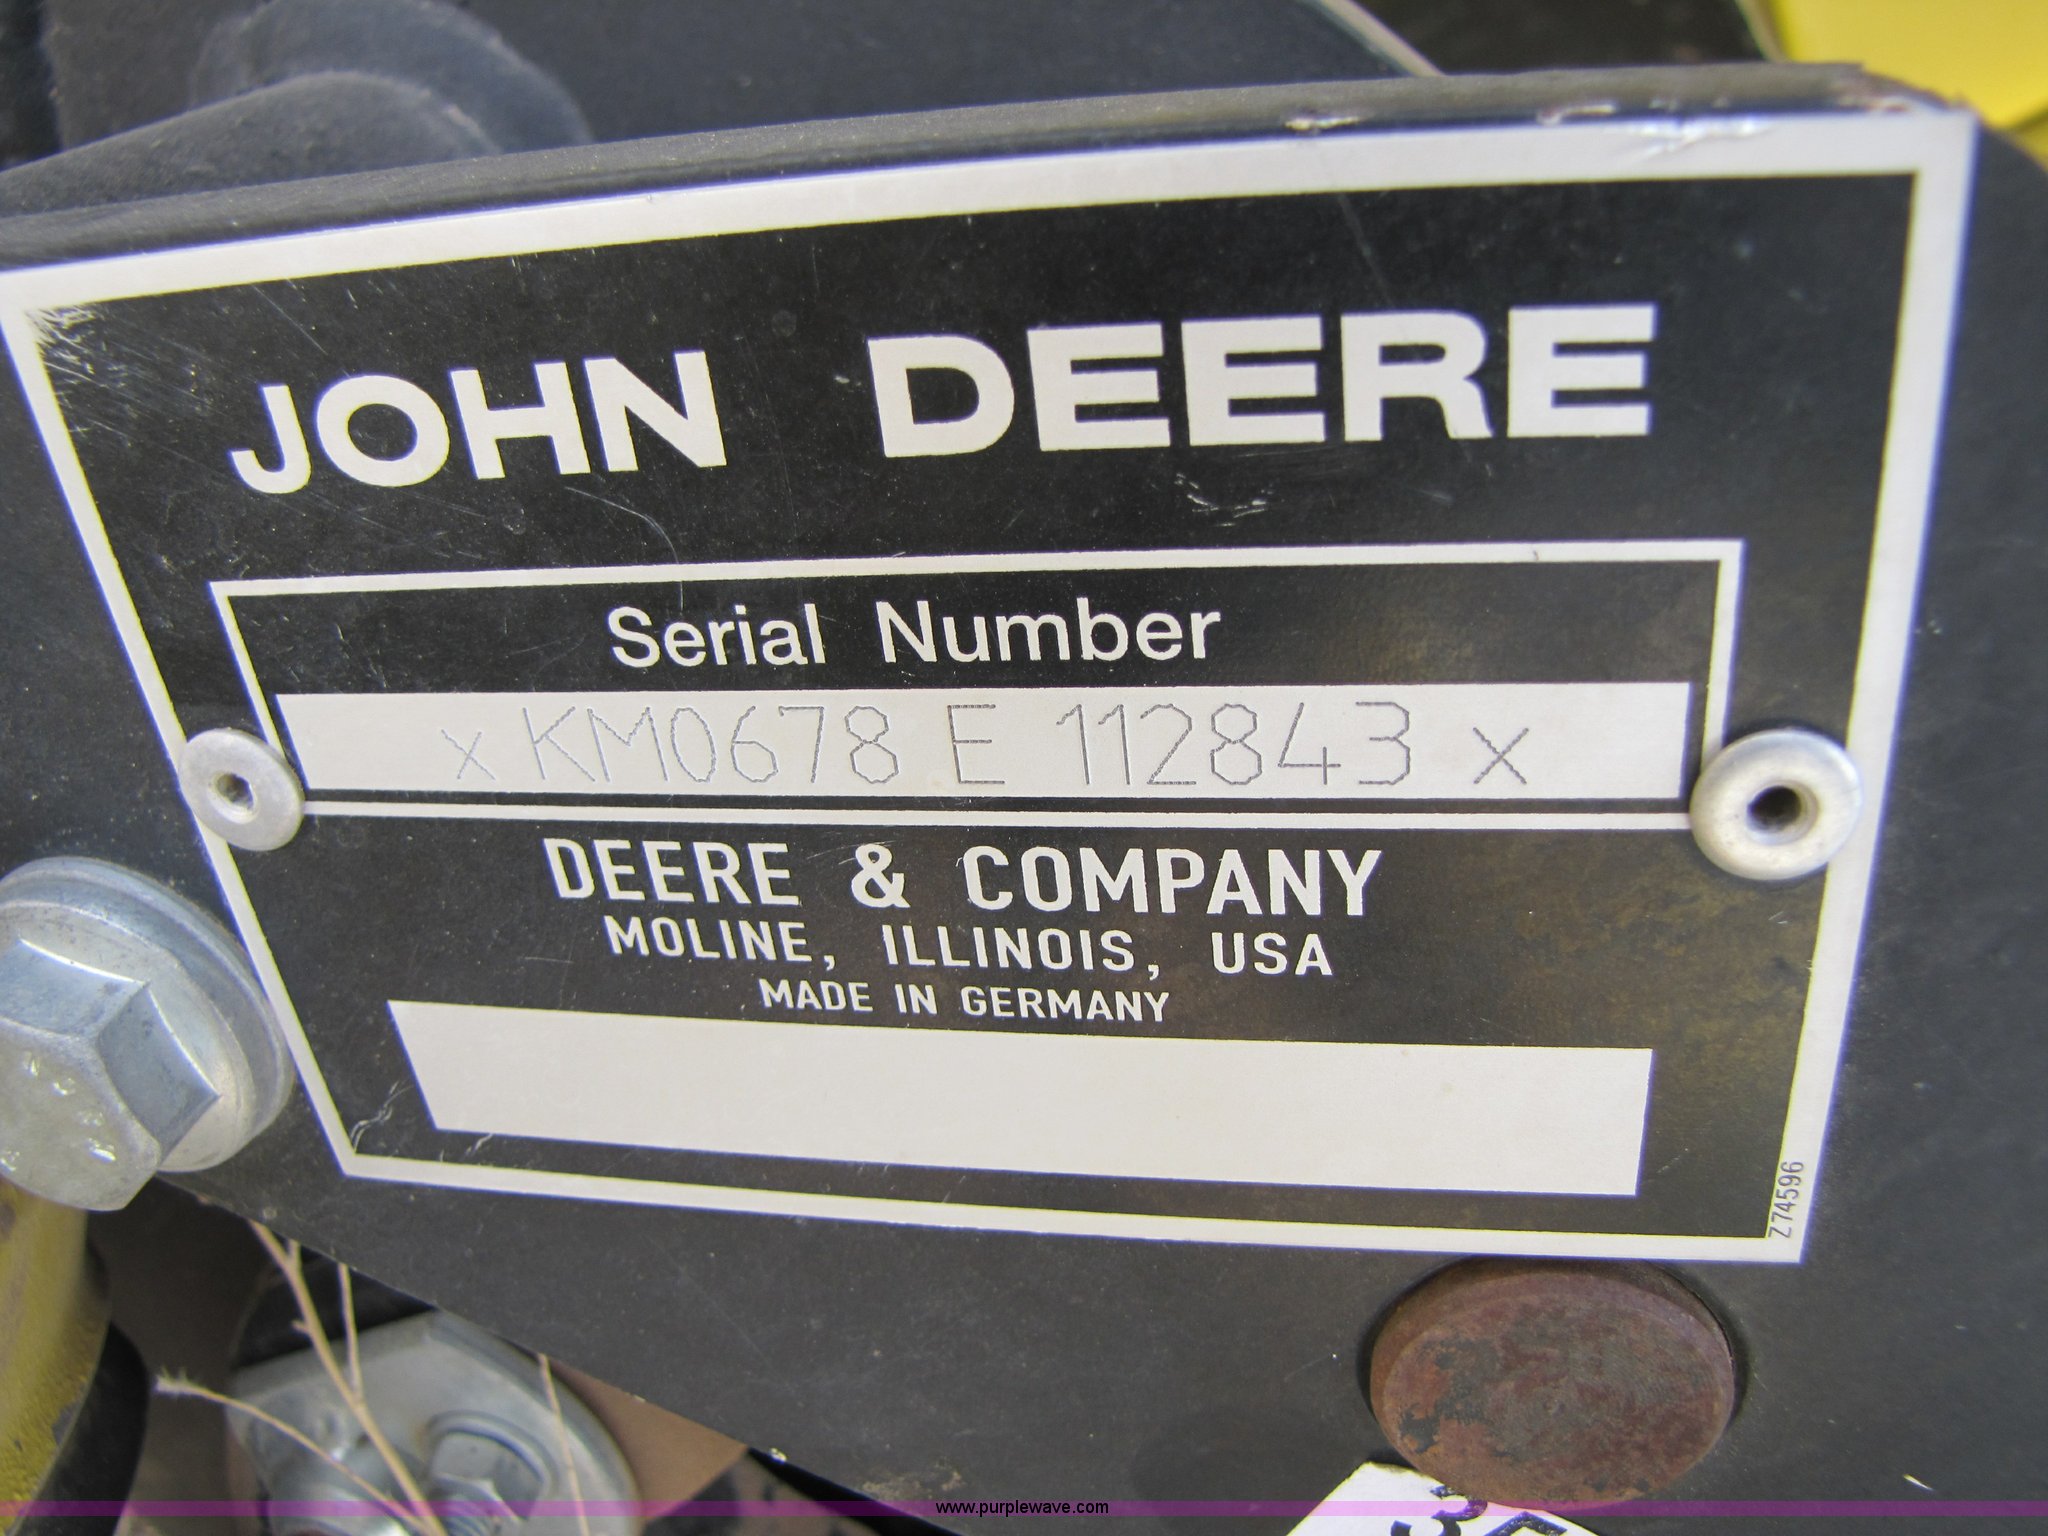 JOHN DEERE
Serial Number
x KM0678 E 112843 x
DEERE & COMPANY
MOLINE, ILLINOIS, USA
MADE IN GERMANY
Z74596
www.purplewave.com